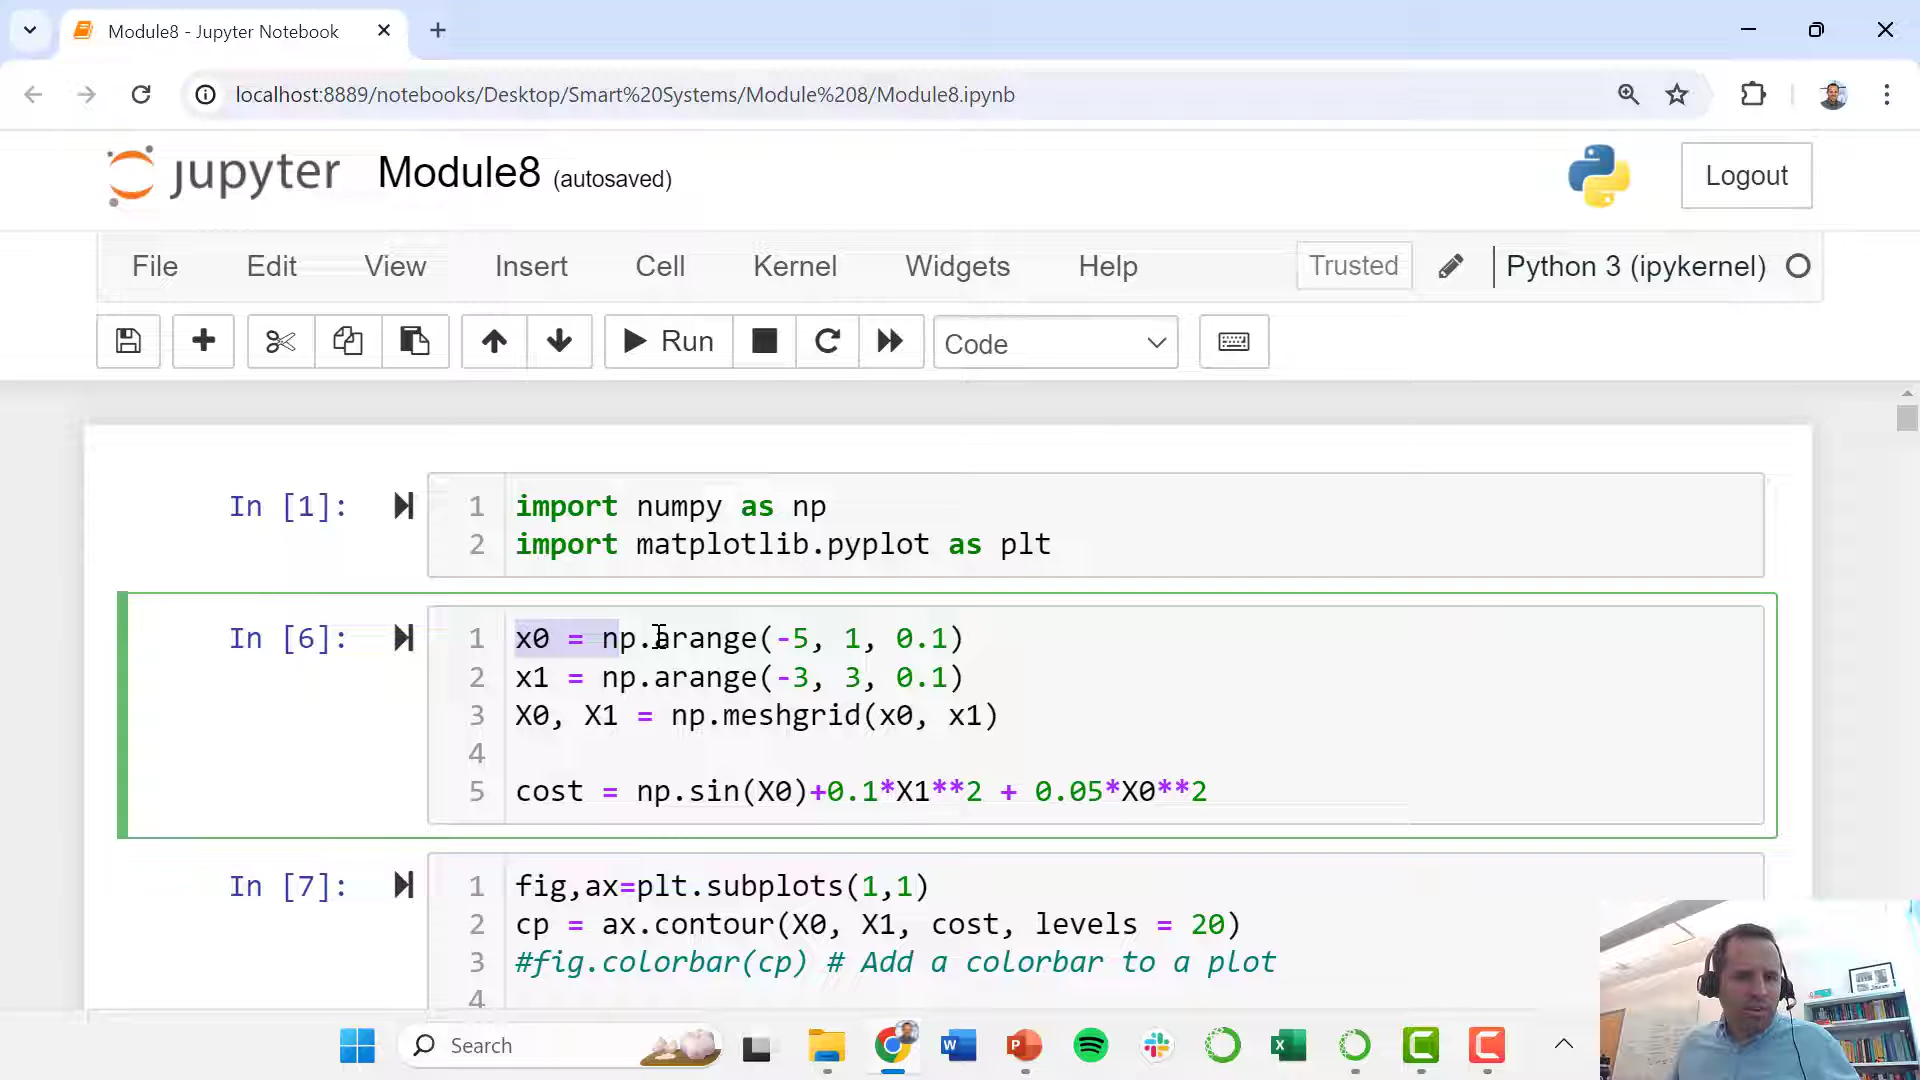 Module8 - Jupyter Notebook
localhost:8889/notebooks/Desktop/Smart%20Systems/Module%208/Module8.ipynb
jupyter Module8 (autosaved) Logout
File Edit View Insert Cell Kernel Widgets Help Trusted Python 3 (ipykernel)
Run Code
In [1]:
1 import numpy as np
2 import matplotlib.pyplot as plt
In [6]:
1 x0 = np.arange(-5, 1, 0.1)
2 x1 = np.arange(-3, 3, 0.1)
3 X0, X1 = np.meshgrid(x0, x1)
4
5 cost = np.sin(X0)+0.1*X1**2 + 0.05*X0**2
In [7]:
1 fig,ax=plt.subplots(1,1)
2 cp = ax.contour(X0, X1, cost, levels = 20)
3 #fig.colorbar(cp) # Add a colorbar to a plot
4
Search